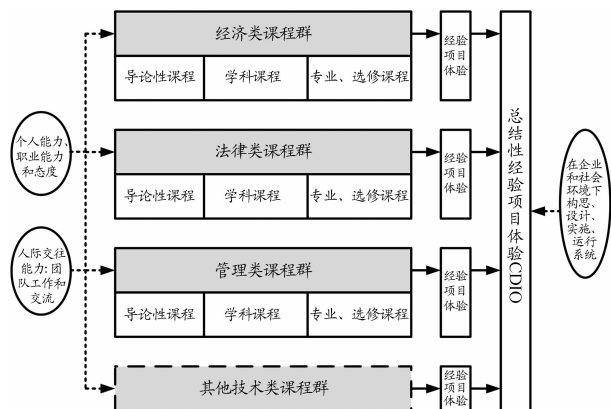 经济类课程群
导论性课程 学科课程 专业、选修课程
经验
项目
体验
个人能力、
职业能力
和态度
法律类课程群
导论性课程 学科课程 专业、选修课程
经验
项目
体验
人际交往
能力:团
队工作和
交流
管理类课程群
导论性课程 学科课程 专业、选修课程
经验
项目
体验
其他技术类课程群
经验
项目
体验
总结性经验项目体验CDIO
在企业
和社会
环境下
构思、
设计、
实施、
运行
系统